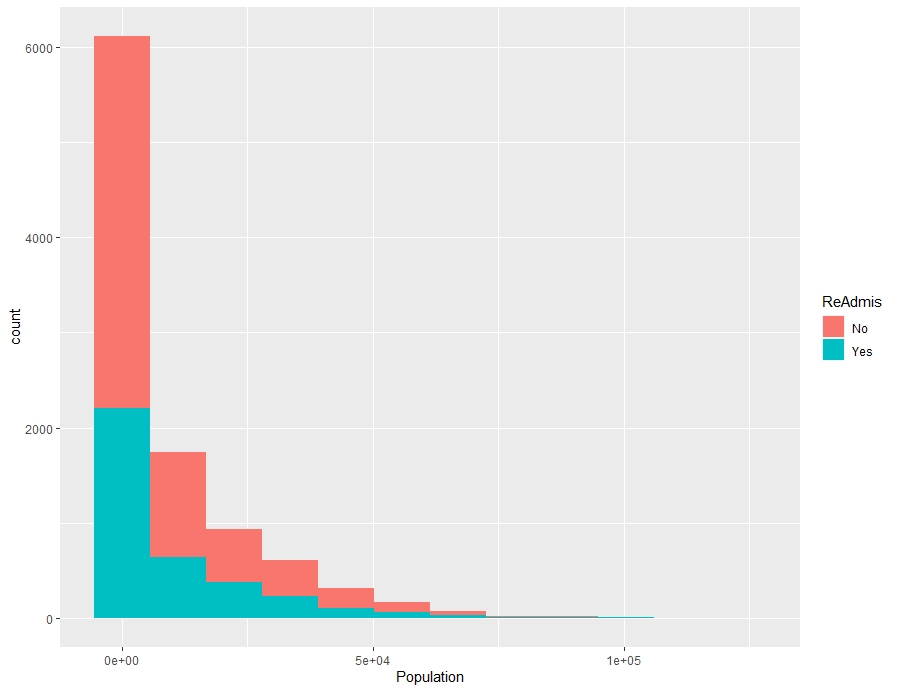 6000
4000
2000
0
count
0e+00
5e+04
1e+05
Population
ReAdmis
No
Yes